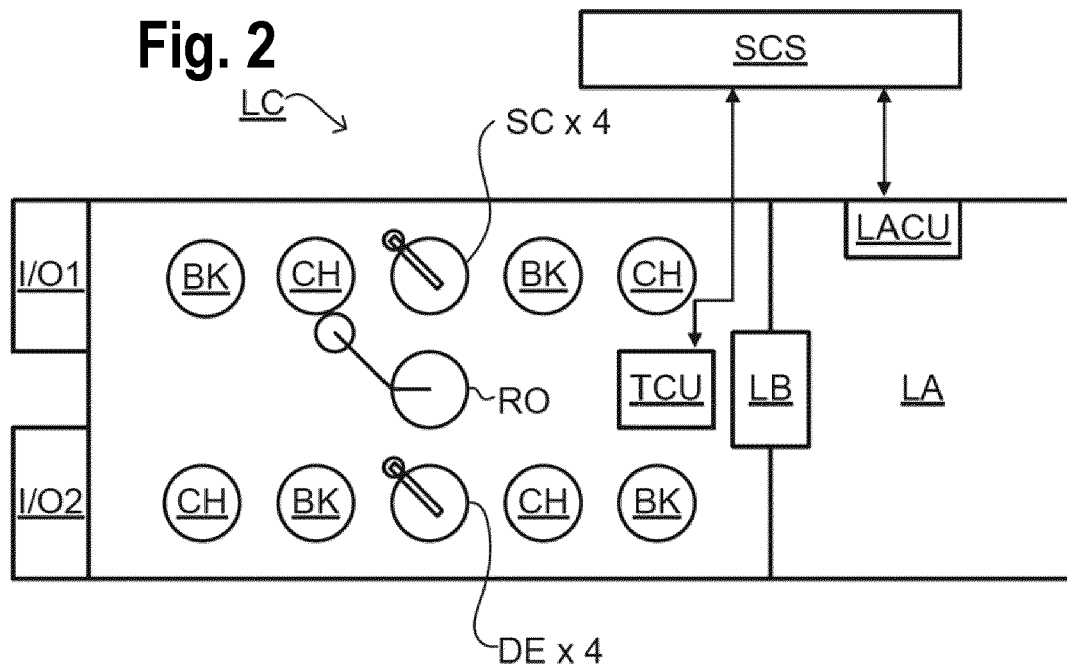 Fig. 2
SCS
LC
SC x 4
I/O1
BK
CH
BK
CH
LACU
RO
TCU
LB
LA
I/O2
CH
BK
CH
BK
DE x 4